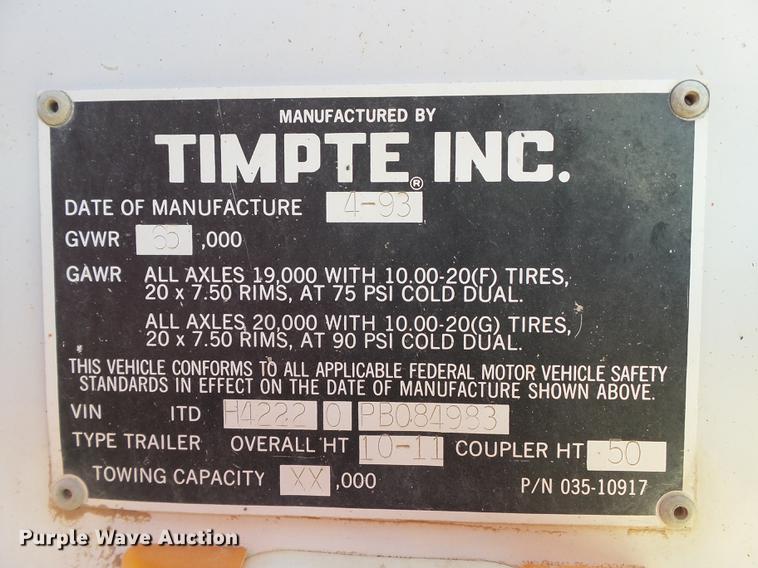 MANUFACTURED BY
TIMPTE® INC.
DATE OF MANUFACTURE 4-93
GVWR 65 ,000
GAWR ALL AXLES 19,000 WITH 10.00-20(F) TIRES,
20 x 7.50 RIMS, AT 75 PSI COLD DUAL.
ALL AXLES 20,000 WITH 10.00-20(G) TIRES,
20 x 7.50 RIMS, AT 90 PSI COLD DUAL.
THIS VEHICLE CONFORMS TO ALL APPLICABLE FEDERAL MOTOR VEHICLE SAFETY
STANDARDS IN EFFECT ON THE DATE OF MANUFACTURE SHOWN ABOVE.
VIN ITD H4222 0 PB084983
TYPE TRAILER OVERALL HT 10-11 COUPLER HT 50
TOWING CAPACITY XX ,000 P/N 035-10917
Purple Wave Auction